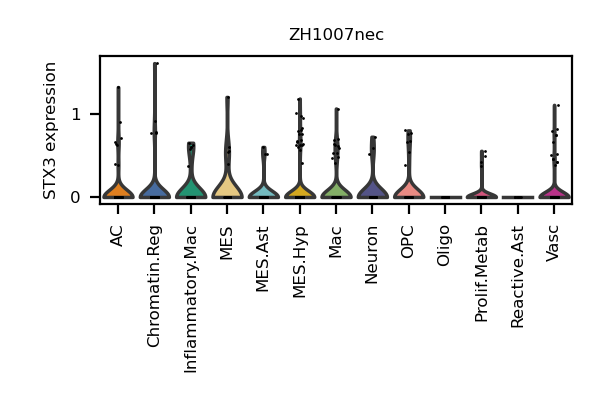 ZH1007nec
STX3 expression
1
0
AC
Chromatin.Reg
Inflammatory.Mac
MES
MES.Ast
MES.Hyp
Mac
Neuron
OPC
Oligo
Prolif.Metab
Reactive.Ast
Vasc